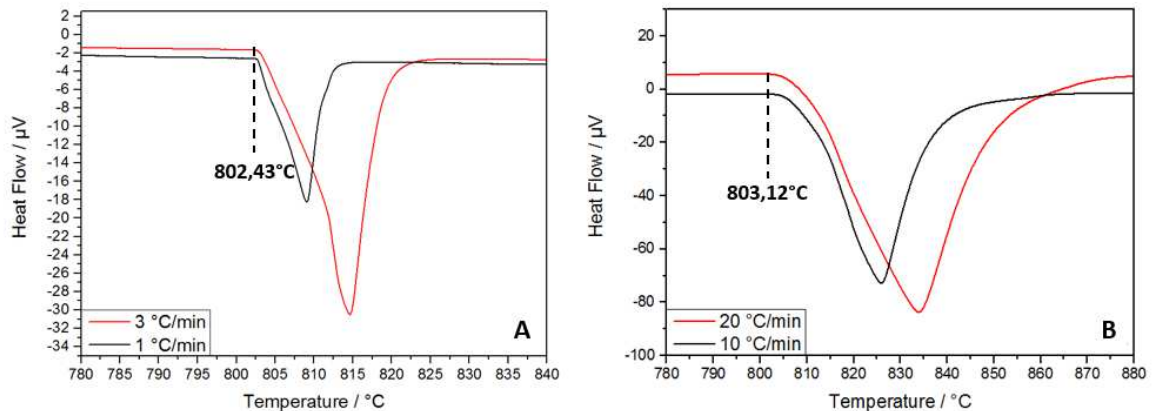 2
0
-2
-4
-6
-8
-10
-12
-14
-16
-18
-20
-22
-24
-26
-28
-30
-32
-34
Heat Flow / µV
802,43°C
3 °C/min
1 °C/min
A
780 785 790 795 800 805 810 815 820 825 830 835 840
Temperature / °C
20
0
-20
-40
-60
-80
-100
Heat Flow / µV
803,12°C
20 °C/min
10 °C/min
B
780 790 800 810 820 830 840 850 860 870 880
Temperature / °C